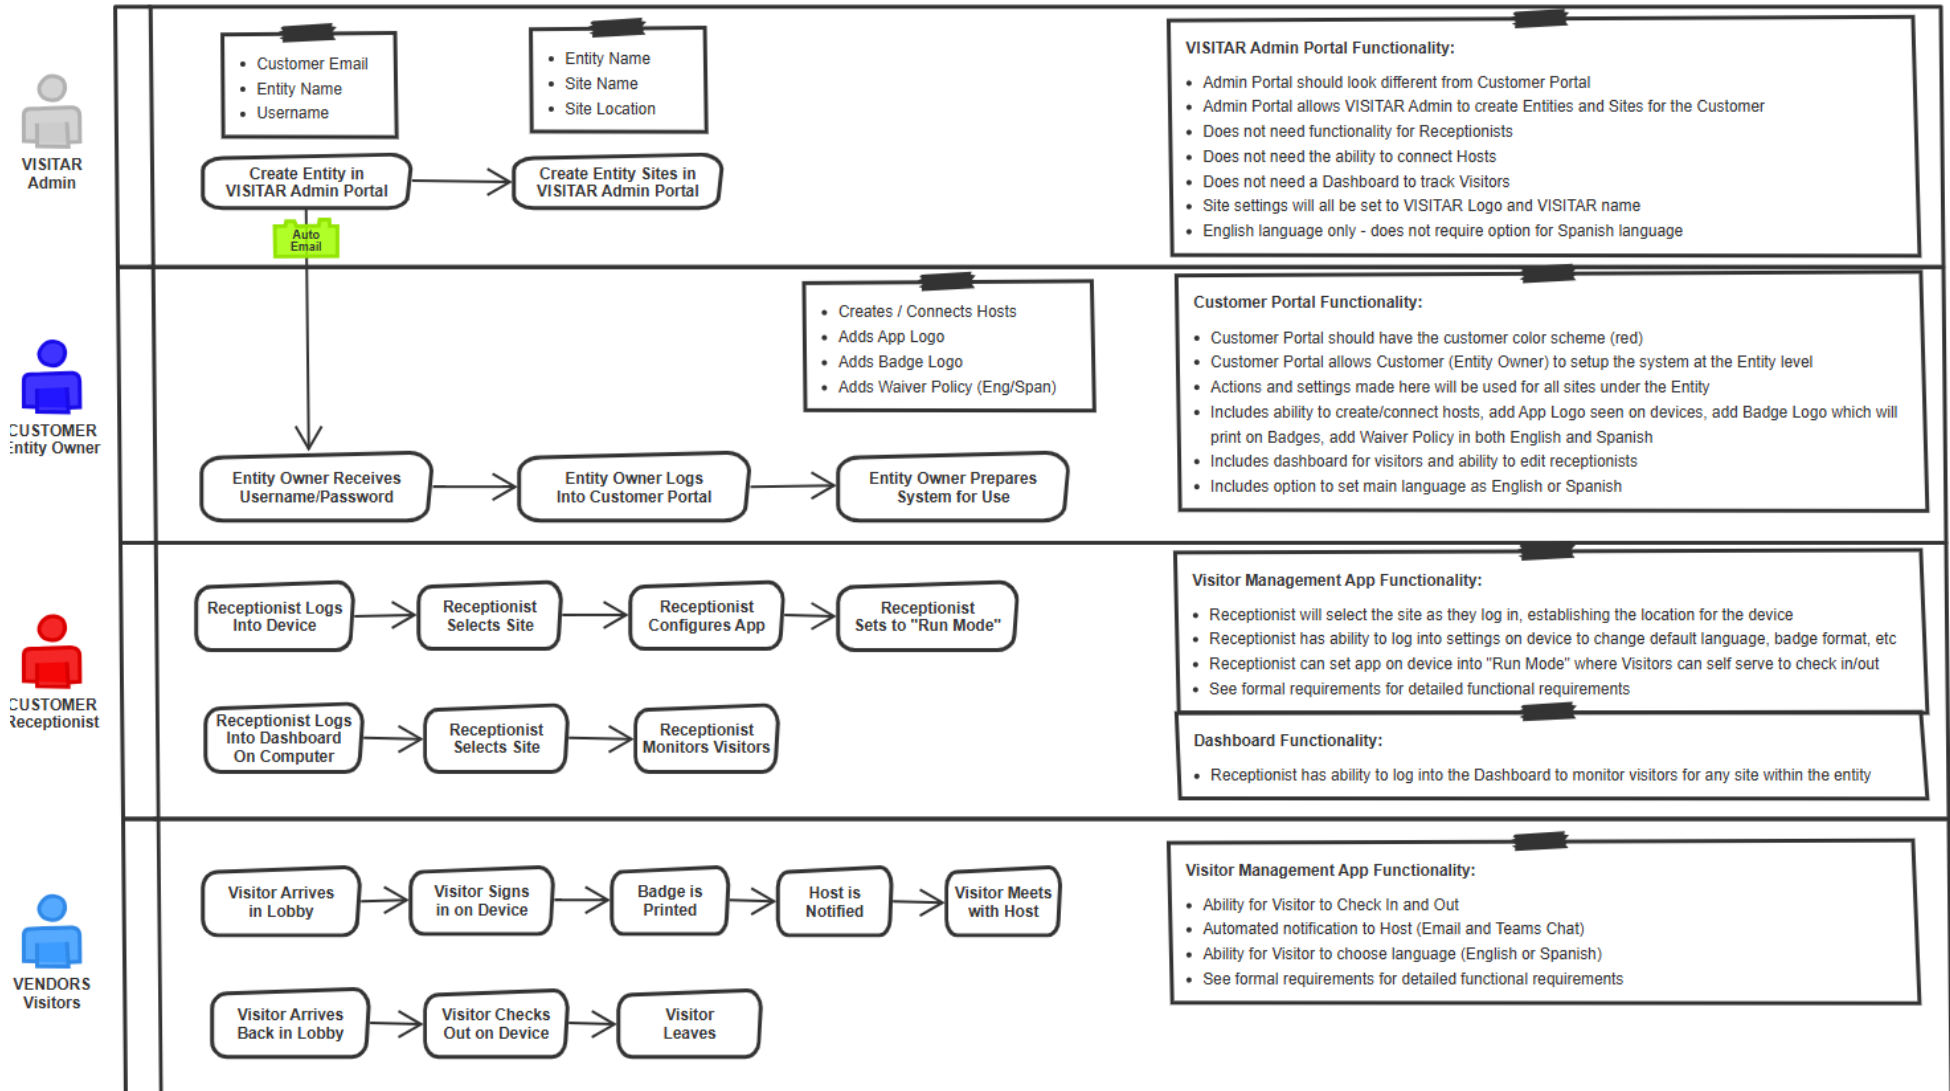 VISITAR
Admin
• Customer Email
• Entity Name
• Username
• Entity Name
• Site Name
• Site Location
Create Entity in
VISITAR Admin Portal
Create Entity Sites in
VISITAR Admin Portal
Auto
Email
VISITAR Admin Portal Functionality:
• Admin Portal should look different from Customer Portal
• Admin Portal allows VISITAR Admin to create Entities and Sites for the Customer
• Does not need functionality for Receptionists
• Does not need the ability to connect Hosts
• Does not need a Dashboard to track Visitors
• Site settings will all be set to VISITAR Logo and VISITAR name
• English language only - does not require option for Spanish language
CUSTOMER
Entity Owner
• Creates / Connects Hosts
• Adds App Logo
• Adds Badge Logo
• Adds Waiver Policy (Eng/Span)
Entity Owner Receives
Username/Password
Entity Owner Logs
Into Customer Portal
Entity Owner Prepares
System for Use
Customer Portal Functionality:
• Customer Portal should have the customer color scheme (red)
• Customer Portal allows Customer (Entity Owner) to setup the system at the Entity level
• Actions and settings made here will be used for all sites under the Entity
• Includes ability to create/connect hosts, add App Logo seen on devices, add Badge Logo which will
print on Badges, add Waiver Policy in both English and Spanish
• Includes dashboard for visitors and ability to edit receptionists
• Includes option to set main language as English or Spanish
CUSTOMER
Receptionist
Receptionist Logs
Into Device
Receptionist
Selects Site
Receptionist
Configures App
Receptionist
Sets to "Run Mode"
Receptionist Logs
Into Dashboard
On Computer
Receptionist
Selects Site
Receptionist
Monitors Visitors
Visitor Management App Functionality:
• Receptionist will select the site as they log in, establishing the location for the device
• Receptionist has ability to log into settings on device to change default language, badge format, etc
• Receptionist can set app on device into "Run Mode" where Visitors can self serve to check in/out
• See formal requirements for detailed functional requirements
Dashboard Functionality:
• Receptionist has ability to log into the Dashboard to monitor visitors for any site within the entity
VENDORS
Visitors
Visitor Arrives
in Lobby
Visitor Signs
in on Device
Badge is
Printed
Host is
Notified
Visitor Meets
with Host
Visitor Arrives
Back in Lobby
Visitor Checks
Out on Device
Visitor
Leaves
Visitor Management App Functionality:
• Ability for Visitor to Check In and Out
• Automated notification to Host (Email and Teams Chat)
• Ability for Visitor to choose language (English or Spanish)
• See formal requirements for detailed functional requirements